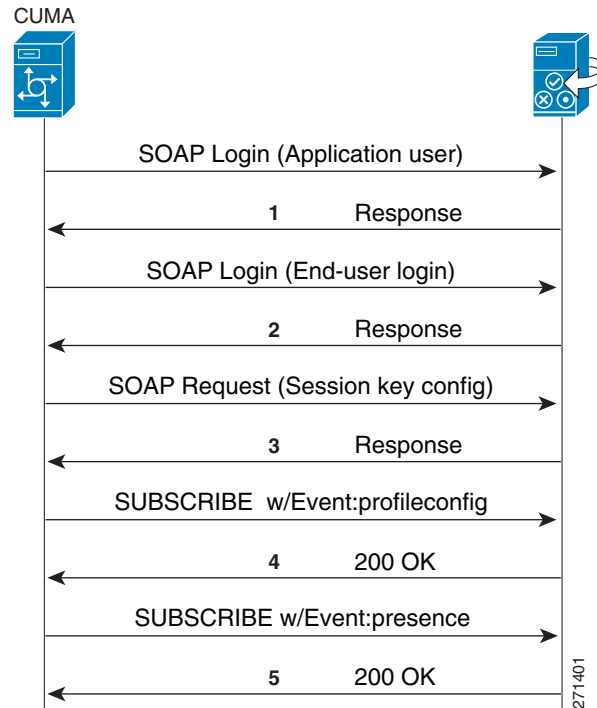 CUMA
SOAP Login (Application user)
1 Response
SOAP Login (End-user login)
2 Response
SOAP Request (Session key config)
3 Response
SUBSCRIBE w/Event:profileconfig
4 200 OK
SUBSCRIBE w/Event:presence
5 200 OK
271401